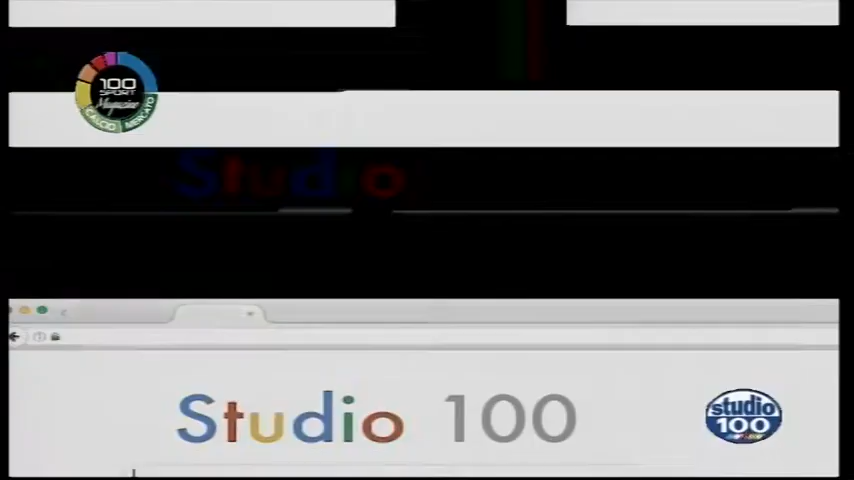 100
SPORT
Magazine
CALCIO MERCATO
Studio
Studio 100
studio
100